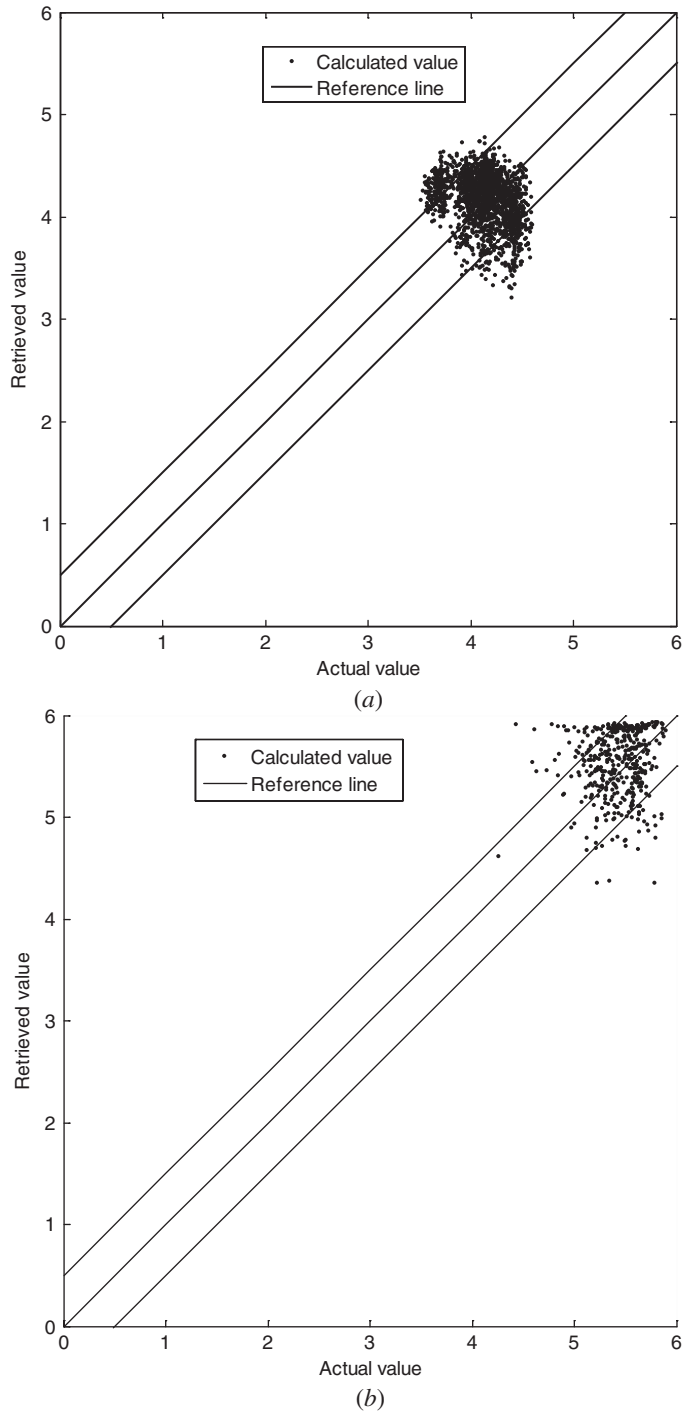 6
5
4
3
2
1
0
Retrieved value
Calculated value
Reference line
0 1 2 3 4 5 6
Actual value
(a)
6
5
4
3
2
1
0
Retrieved value
Calculated value
Reference line
0 1 2 3 4 5 6
Actual value
(b)